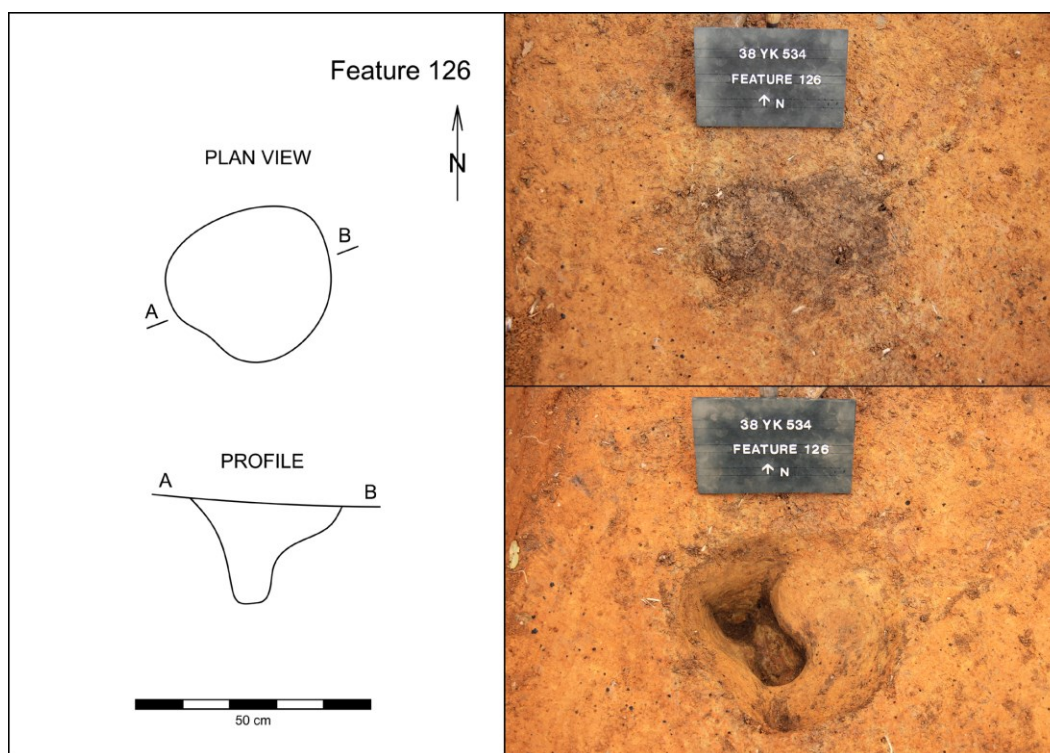 Feature 126
N
PLAN VIEW
B
A
PROFILE
A
B
50 cm
38 YK 534
FEATURE 126
↑ N
38 YK 534
FEATURE 126
↑ N